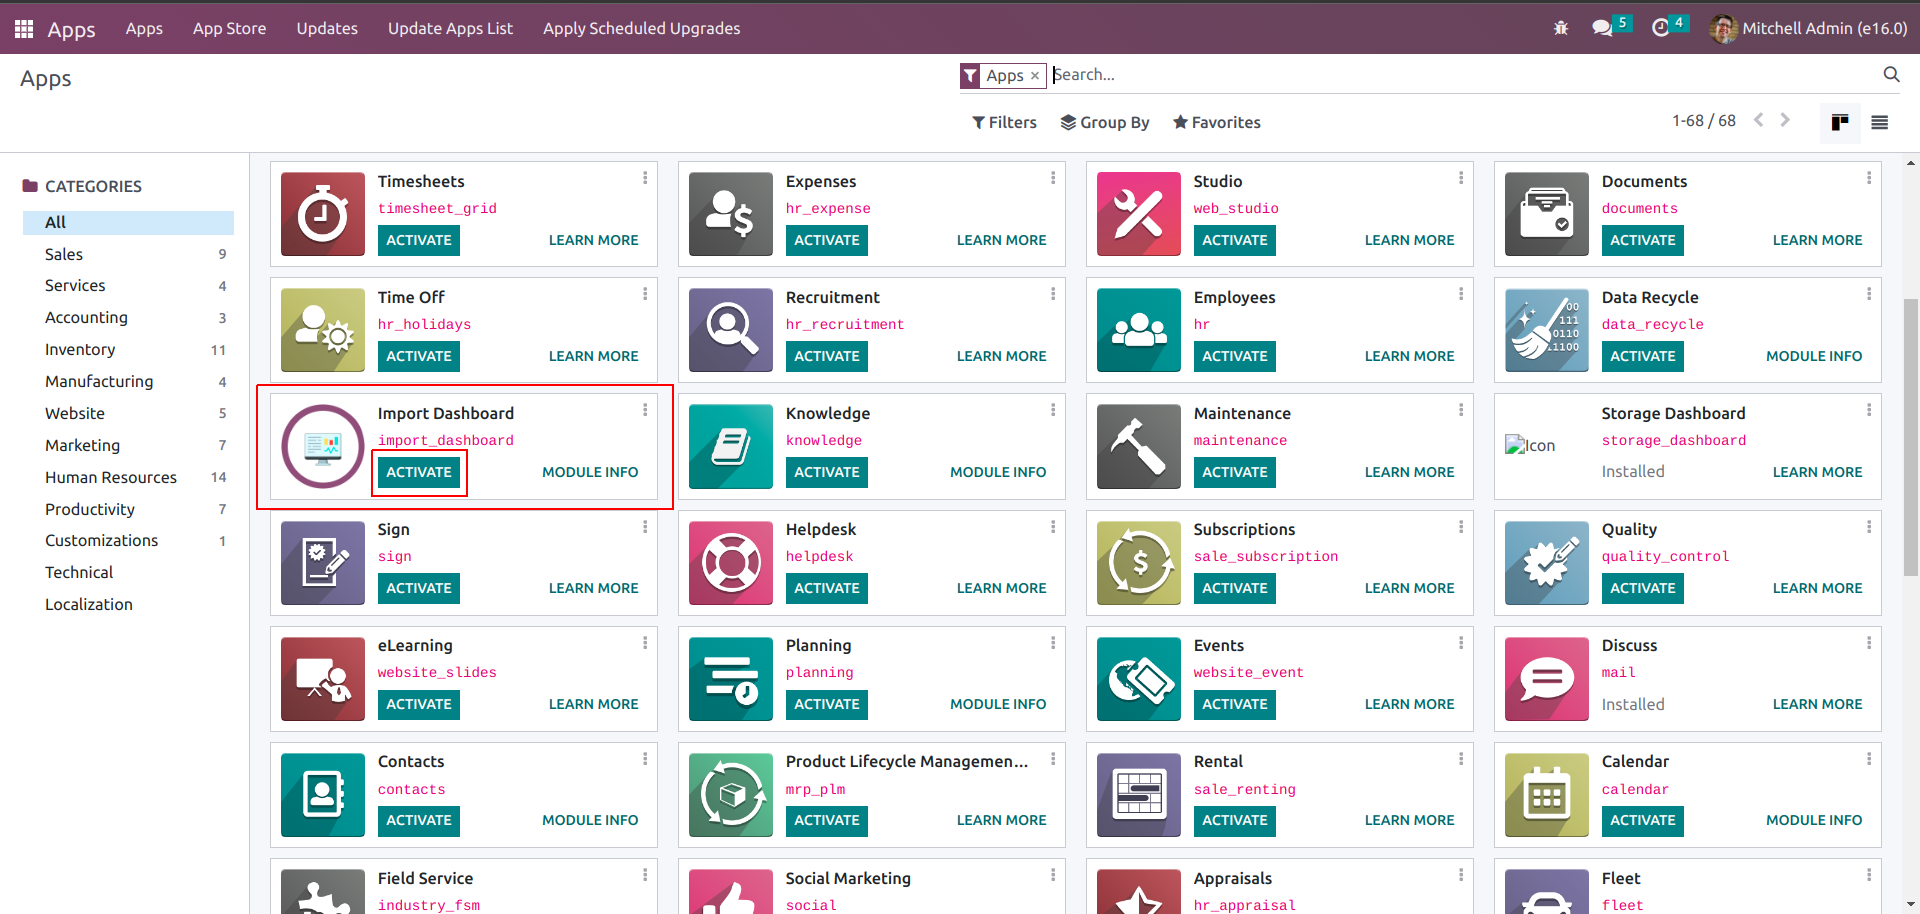 Apps Apps App Store Updates Update Apps List Apply Scheduled Upgrades 5 4 Mitchell Admin (e16.0)
Apps
Apps × Search...
Filters Group By Favorites 1-68 / 68
CATEGORIES
All
Sales 9
Services 4
Accounting 3
Inventory 11
Manufacturing 4
Website 5
Marketing 7
Human Resources 14
Productivity 7
Customizations 1
Technical
Localization
Timesheets
timesheet_grid
ACTIVATE LEARN MORE
Expenses
hr_expense
ACTIVATE LEARN MORE
Studio
web_studio
ACTIVATE LEARN MORE
Documents
documents
ACTIVATE LEARN MORE
Time Off
hr_holidays
ACTIVATE LEARN MORE
Recruitment
hr_recruitment
ACTIVATE LEARN MORE
Employees
hr
ACTIVATE LEARN MORE
00
111
0110
11100
Data Recycle
data_recycle
ACTIVATE MODULE INFO
Import Dashboard
import_dashboard
ACTIVATE MODULE INFO
Knowledge
knowledge
ACTIVATE MODULE INFO
Maintenance
maintenance
ACTIVATE LEARN MORE
Icon
Storage Dashboard
storage_dashboard
Installed LEARN MORE
Sign
sign
ACTIVATE LEARN MORE
Helpdesk
helpdesk
ACTIVATE LEARN MORE
$
Subscriptions
sale_subscription
ACTIVATE LEARN MORE
Quality
quality_control
ACTIVATE LEARN MORE
eLearning
website_slides
ACTIVATE LEARN MORE
Planning
planning
ACTIVATE MODULE INFO
Events
website_event
ACTIVATE LEARN MORE
Discuss
mail
Installed LEARN MORE
Contacts
contacts
ACTIVATE MODULE INFO
Product Lifecycle Managemen...
mrp_plm
ACTIVATE LEARN MORE
Rental
sale_renting
ACTIVATE LEARN MORE
Calendar
calendar
ACTIVATE MODULE INFO
Field Service
industry_fsm
Social Marketing
social
Appraisals
hr_appraisal
Fleet
fleet